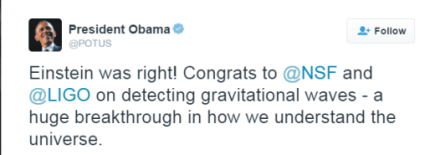 President Obama
@POTUS
Follow
Einstein was right! Congrats to @NSF and
@LIGO on detecting gravitational waves - a
huge breakthrough in how we understand the
universe.